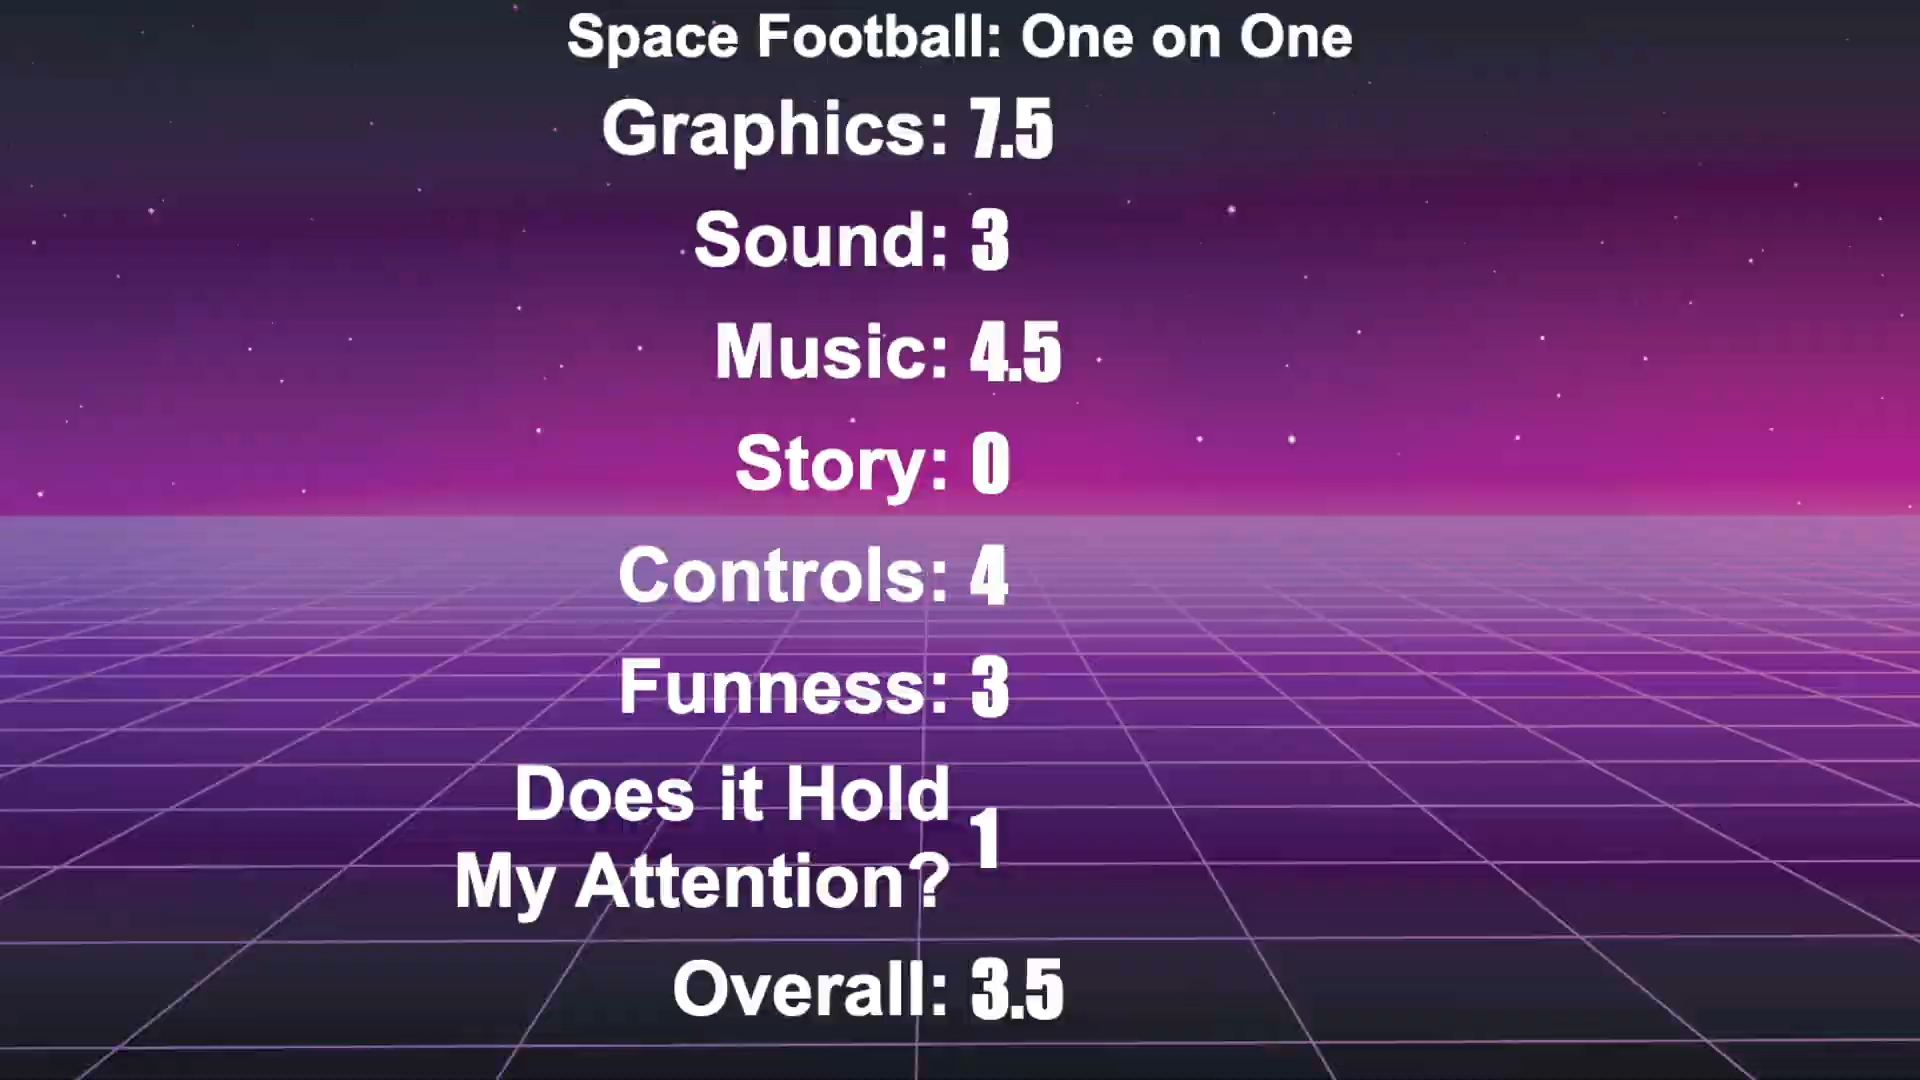 Space Football: One on One
Graphics: 7.5
Sound: 3
Music: 4.5
Story: 0
Controls: 4
Funness: 3
Does it Hold
My Attention? 1
Overall: 3.5